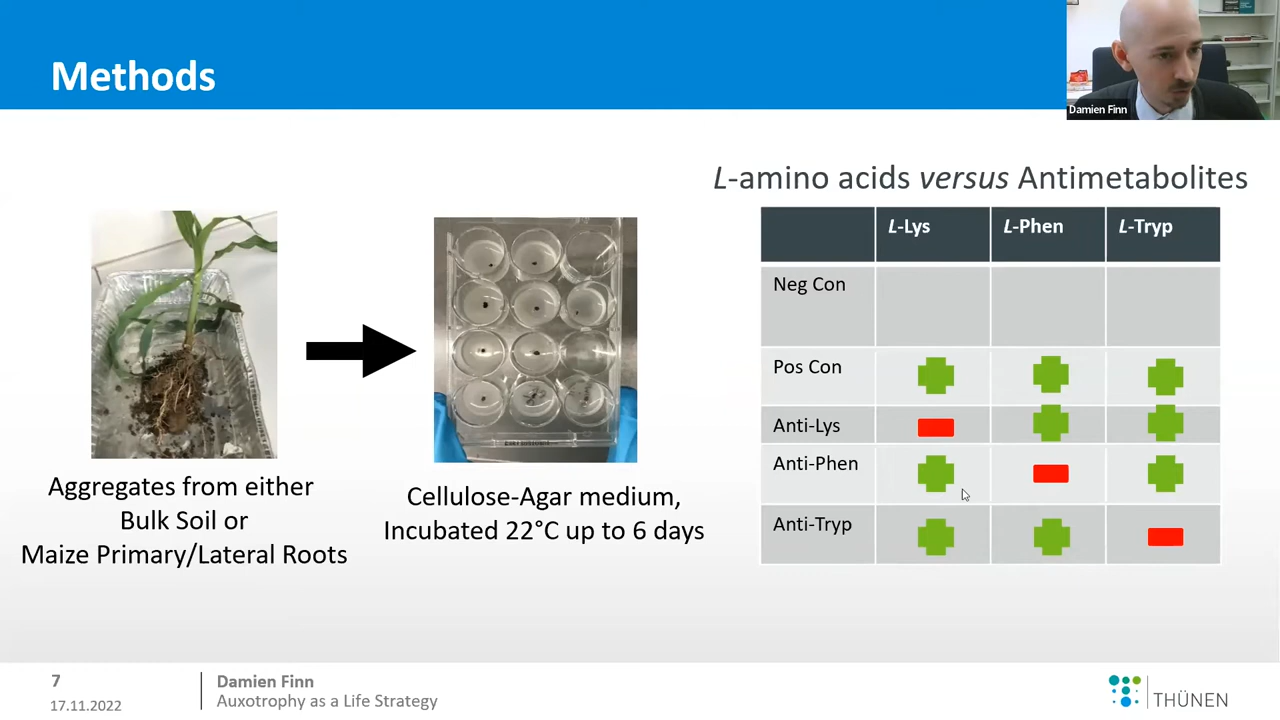 Methods
Damien Finn
L-amino acids versus Antimetabolites
L-Lys L-Phen L-Tryp
Neg Con
Pos Con
Anti-Lys
Anti-Phen
Anti-Tryp
Aggregates from either
Bulk Soil or
Maize Primary/Lateral Roots
Cellulose-Agar medium,
Incubated 22°C up to 6 days
7
17.11.2022
Damien Finn
Auxotrophy as a Life Strategy
THÜNEN